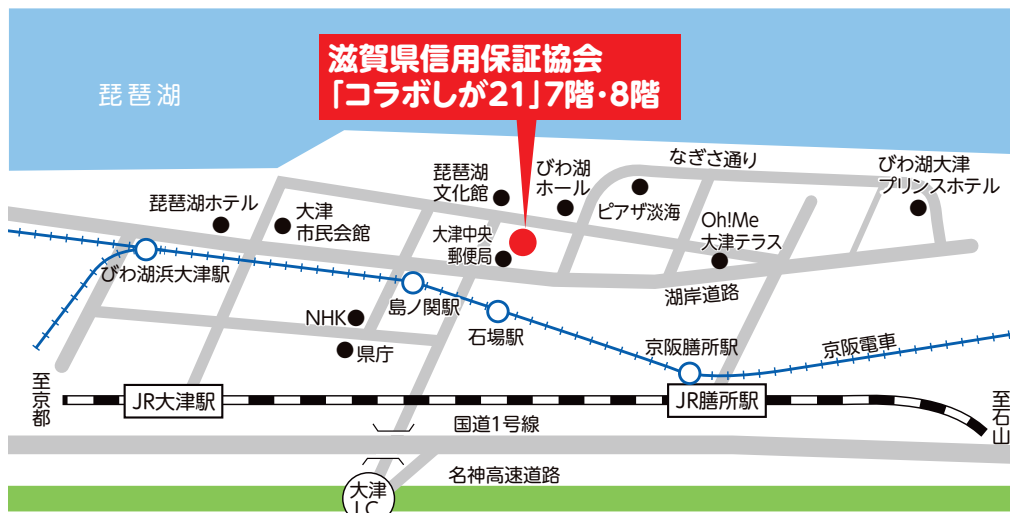 滋賀県信用保証協会
「コラボしが21」7階・8階
琵琶湖
なぎさ通り
琵琶湖
文化館
びわ湖
ホール
びわ湖大津
プリンスホテル
琵琶湖ホテル
大津
市民会館
ピアザ淡海
大津中央
郵便局
Oh!Me
大津テラス
びわ湖浜大津駅
島ノ関駅
湖岸道路
NHK
石場駅
県庁
京阪膳所駅
京阪電車
至京都
JR大津駅
JR膳所駅
至石山
国道1号線
名神高速道路
大津
I.C